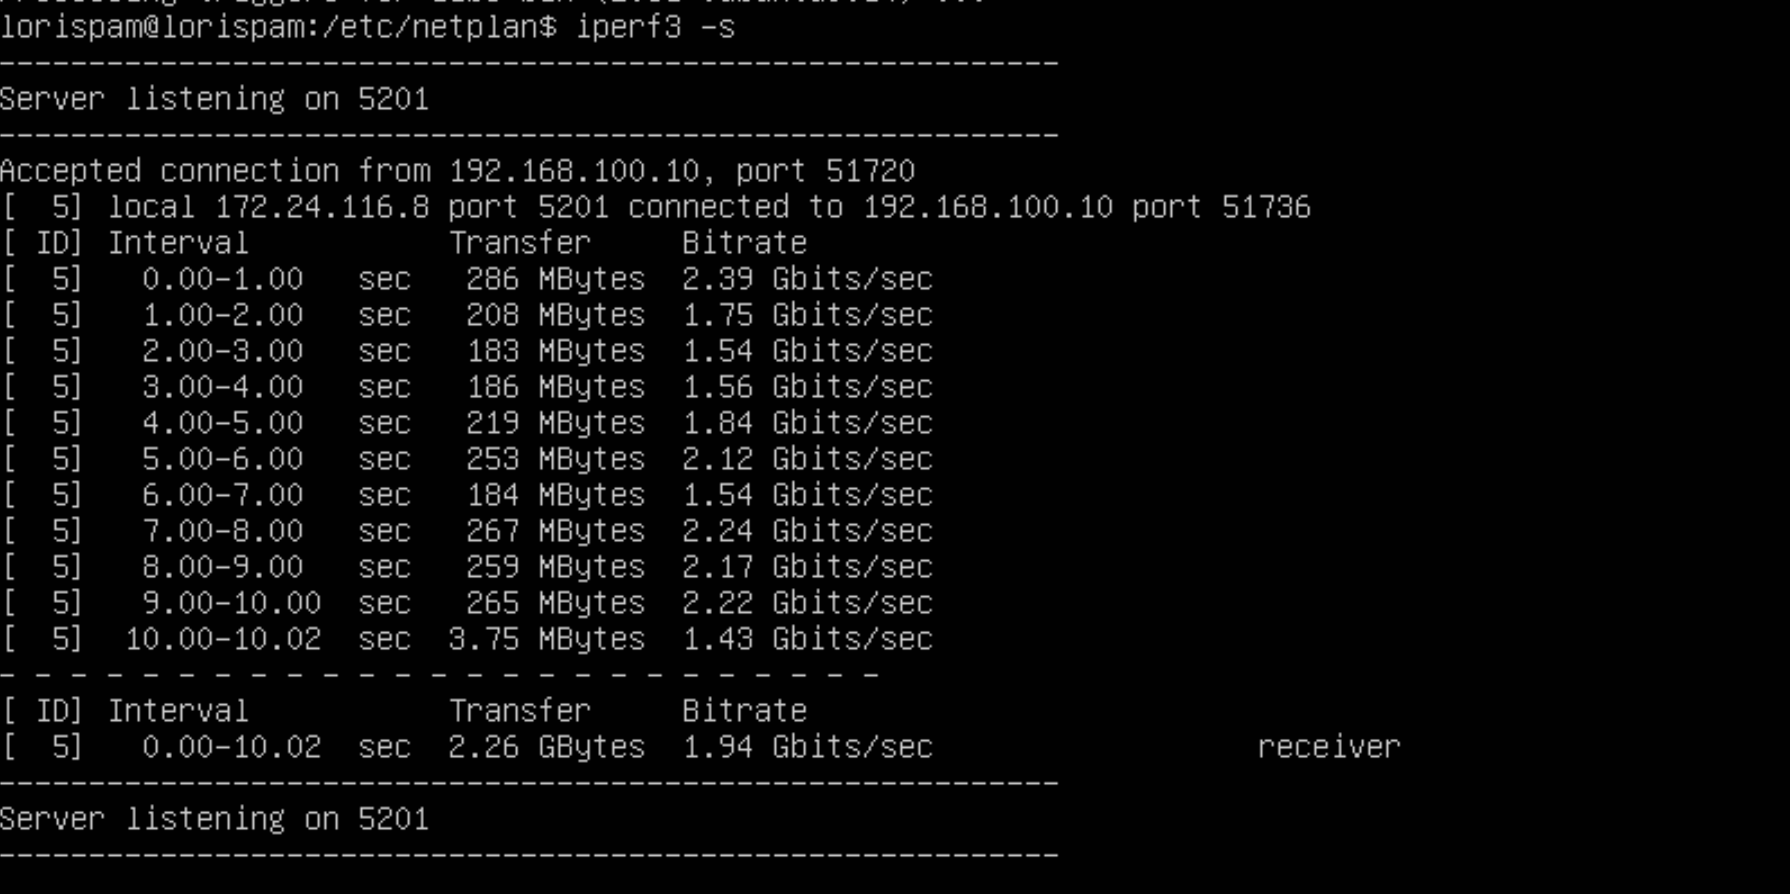 lorispam@lorispam:/etc/netplan$ iperf3 -s
-----------------------------------------------------------
Server listening on 5201
-----------------------------------------------------------
Accepted connection from 192.168.100.10, port 51720
[  5] local 172.24.116.8 port 5201 connected to 192.168.100.10 port 51736
[ ID] Interval           Transfer     Bitrate
[  5]   0.00-1.00   sec   286 MBytes  2.39 Gbits/sec
[  5]   1.00-2.00   sec   208 MBytes  1.75 Gbits/sec
[  5]   2.00-3.00   sec   183 MBytes  1.54 Gbits/sec
[  5]   3.00-4.00   sec   186 MBytes  1.56 Gbits/sec
[  5]   4.00-5.00   sec   219 MBytes  1.84 Gbits/sec
[  5]   5.00-6.00   sec   253 MBytes  2.12 Gbits/sec
[  5]   6.00-7.00   sec   184 MBytes  1.54 Gbits/sec
[  5]   7.00-8.00   sec   267 MBytes  2.24 Gbits/sec
[  5]   8.00-9.00   sec   259 MBytes  2.17 Gbits/sec
[  5]   9.00-10.00  sec   265 MBytes  2.22 Gbits/sec
[  5]  10.00-10.02  sec  3.75 MBytes  1.43 Gbits/sec
- - - - - - - - - - - - - - - - - - - - - - - - -
[ ID] Interval           Transfer     Bitrate
[  5]   0.00-10.02  sec  2.26 GBytes  1.94 Gbits/sec                  receiver
-----------------------------------------------------------
Server listening on 5201
-----------------------------------------------------------